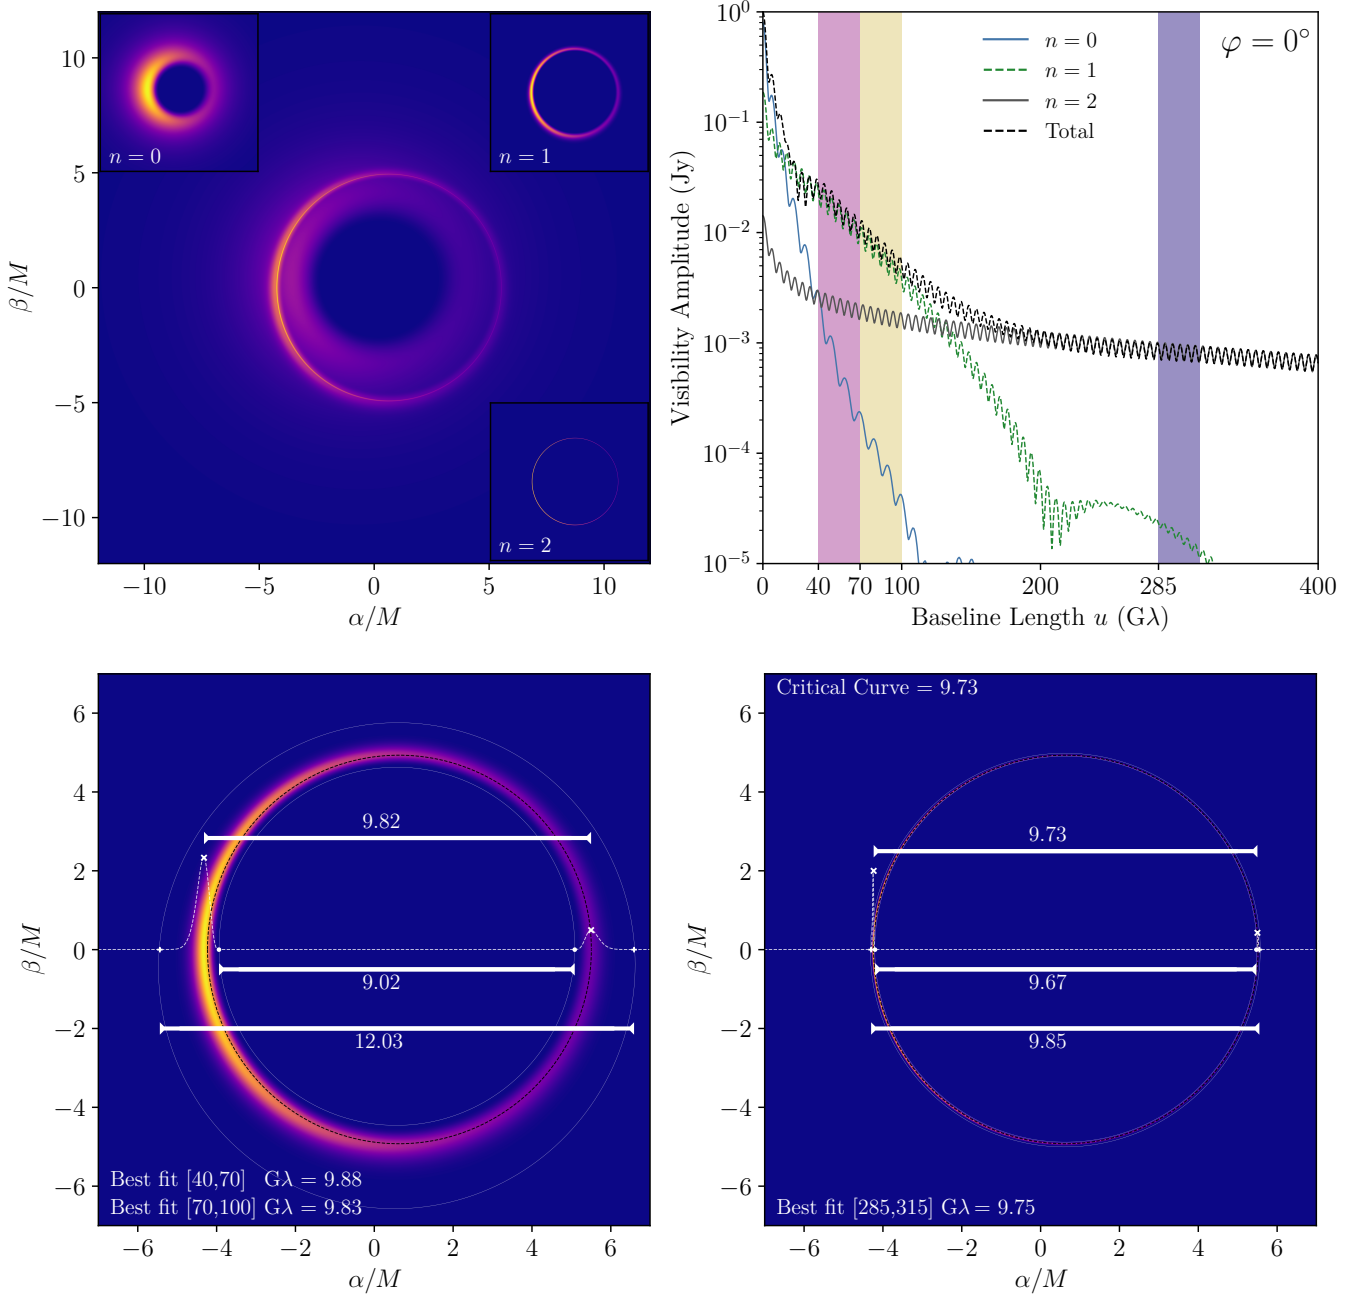 10
5
0
−5
−10
β/M
n = 0
n = 1
n = 2
−10
−5
0
5
10
α/M
10⁰
10⁻¹
10⁻²
10⁻³
10⁻⁴
10⁻⁵
Visibility Amplitude (Jy)
n = 0
n = 1
n = 2
Total
φ = 0°
0
40
70
100
200
285
400
Baseline Length u (Gλ)
6
4
2
0
−2
−4
−6
β/M
9.82
9.02
12.03
Best fit [40,70] Gλ = 9.88
Best fit [70,100] Gλ = 9.83
−6
−4
−2
0
2
4
6
α/M
Critical Curve = 9.73
6
4
2
0
−2
−4
−6
β/M
9.73
9.67
9.85
Best fit [285,315] Gλ = 9.75
−6
−4
−2
0
2
4
6
α/M